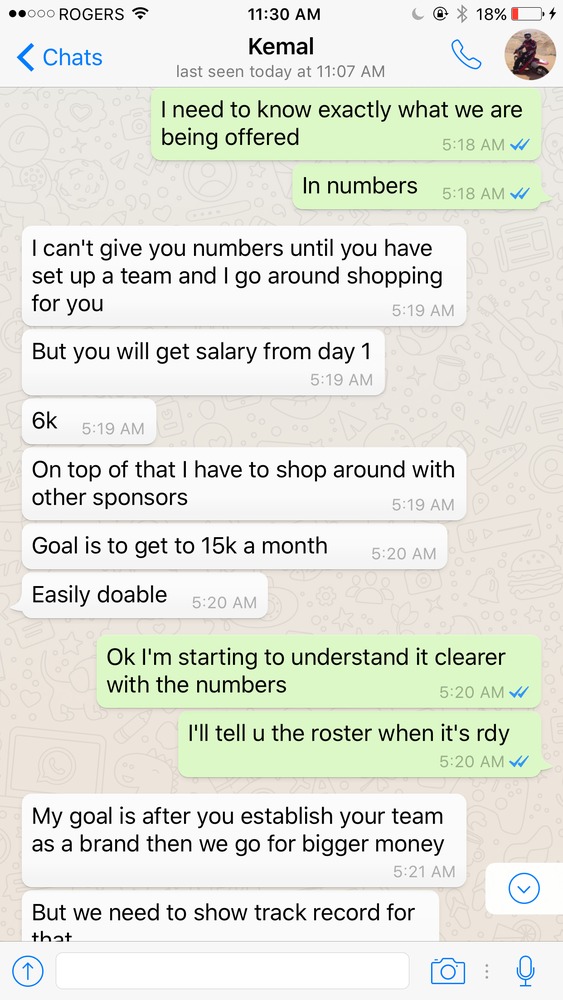 ROGERS 11:30 AM 18%
Chats
Kemal
last seen today at 11:07 AM
I need to know exactly what we are
being offered
5:18 AM
In numbers 5:18 AM
I can't give you numbers until you have
set up a team and I go around shopping
for you
5:19 AM
But you will get salary from day 1
5:19 AM
6k 5:19 AM
On top of that I have to shop around with
other sponsors
5:19 AM
Goal is to get to 15k a month 5:20 AM
Easily doable 5:20 AM
Ok I'm starting to understand it clearer
with the numbers
5:20 AM
I'll tell u the roster when it's rdy
5:20 AM
My goal is after you establish your team
as a brand then we go for bigger money
5:21 AM
But we need to show track record for
that